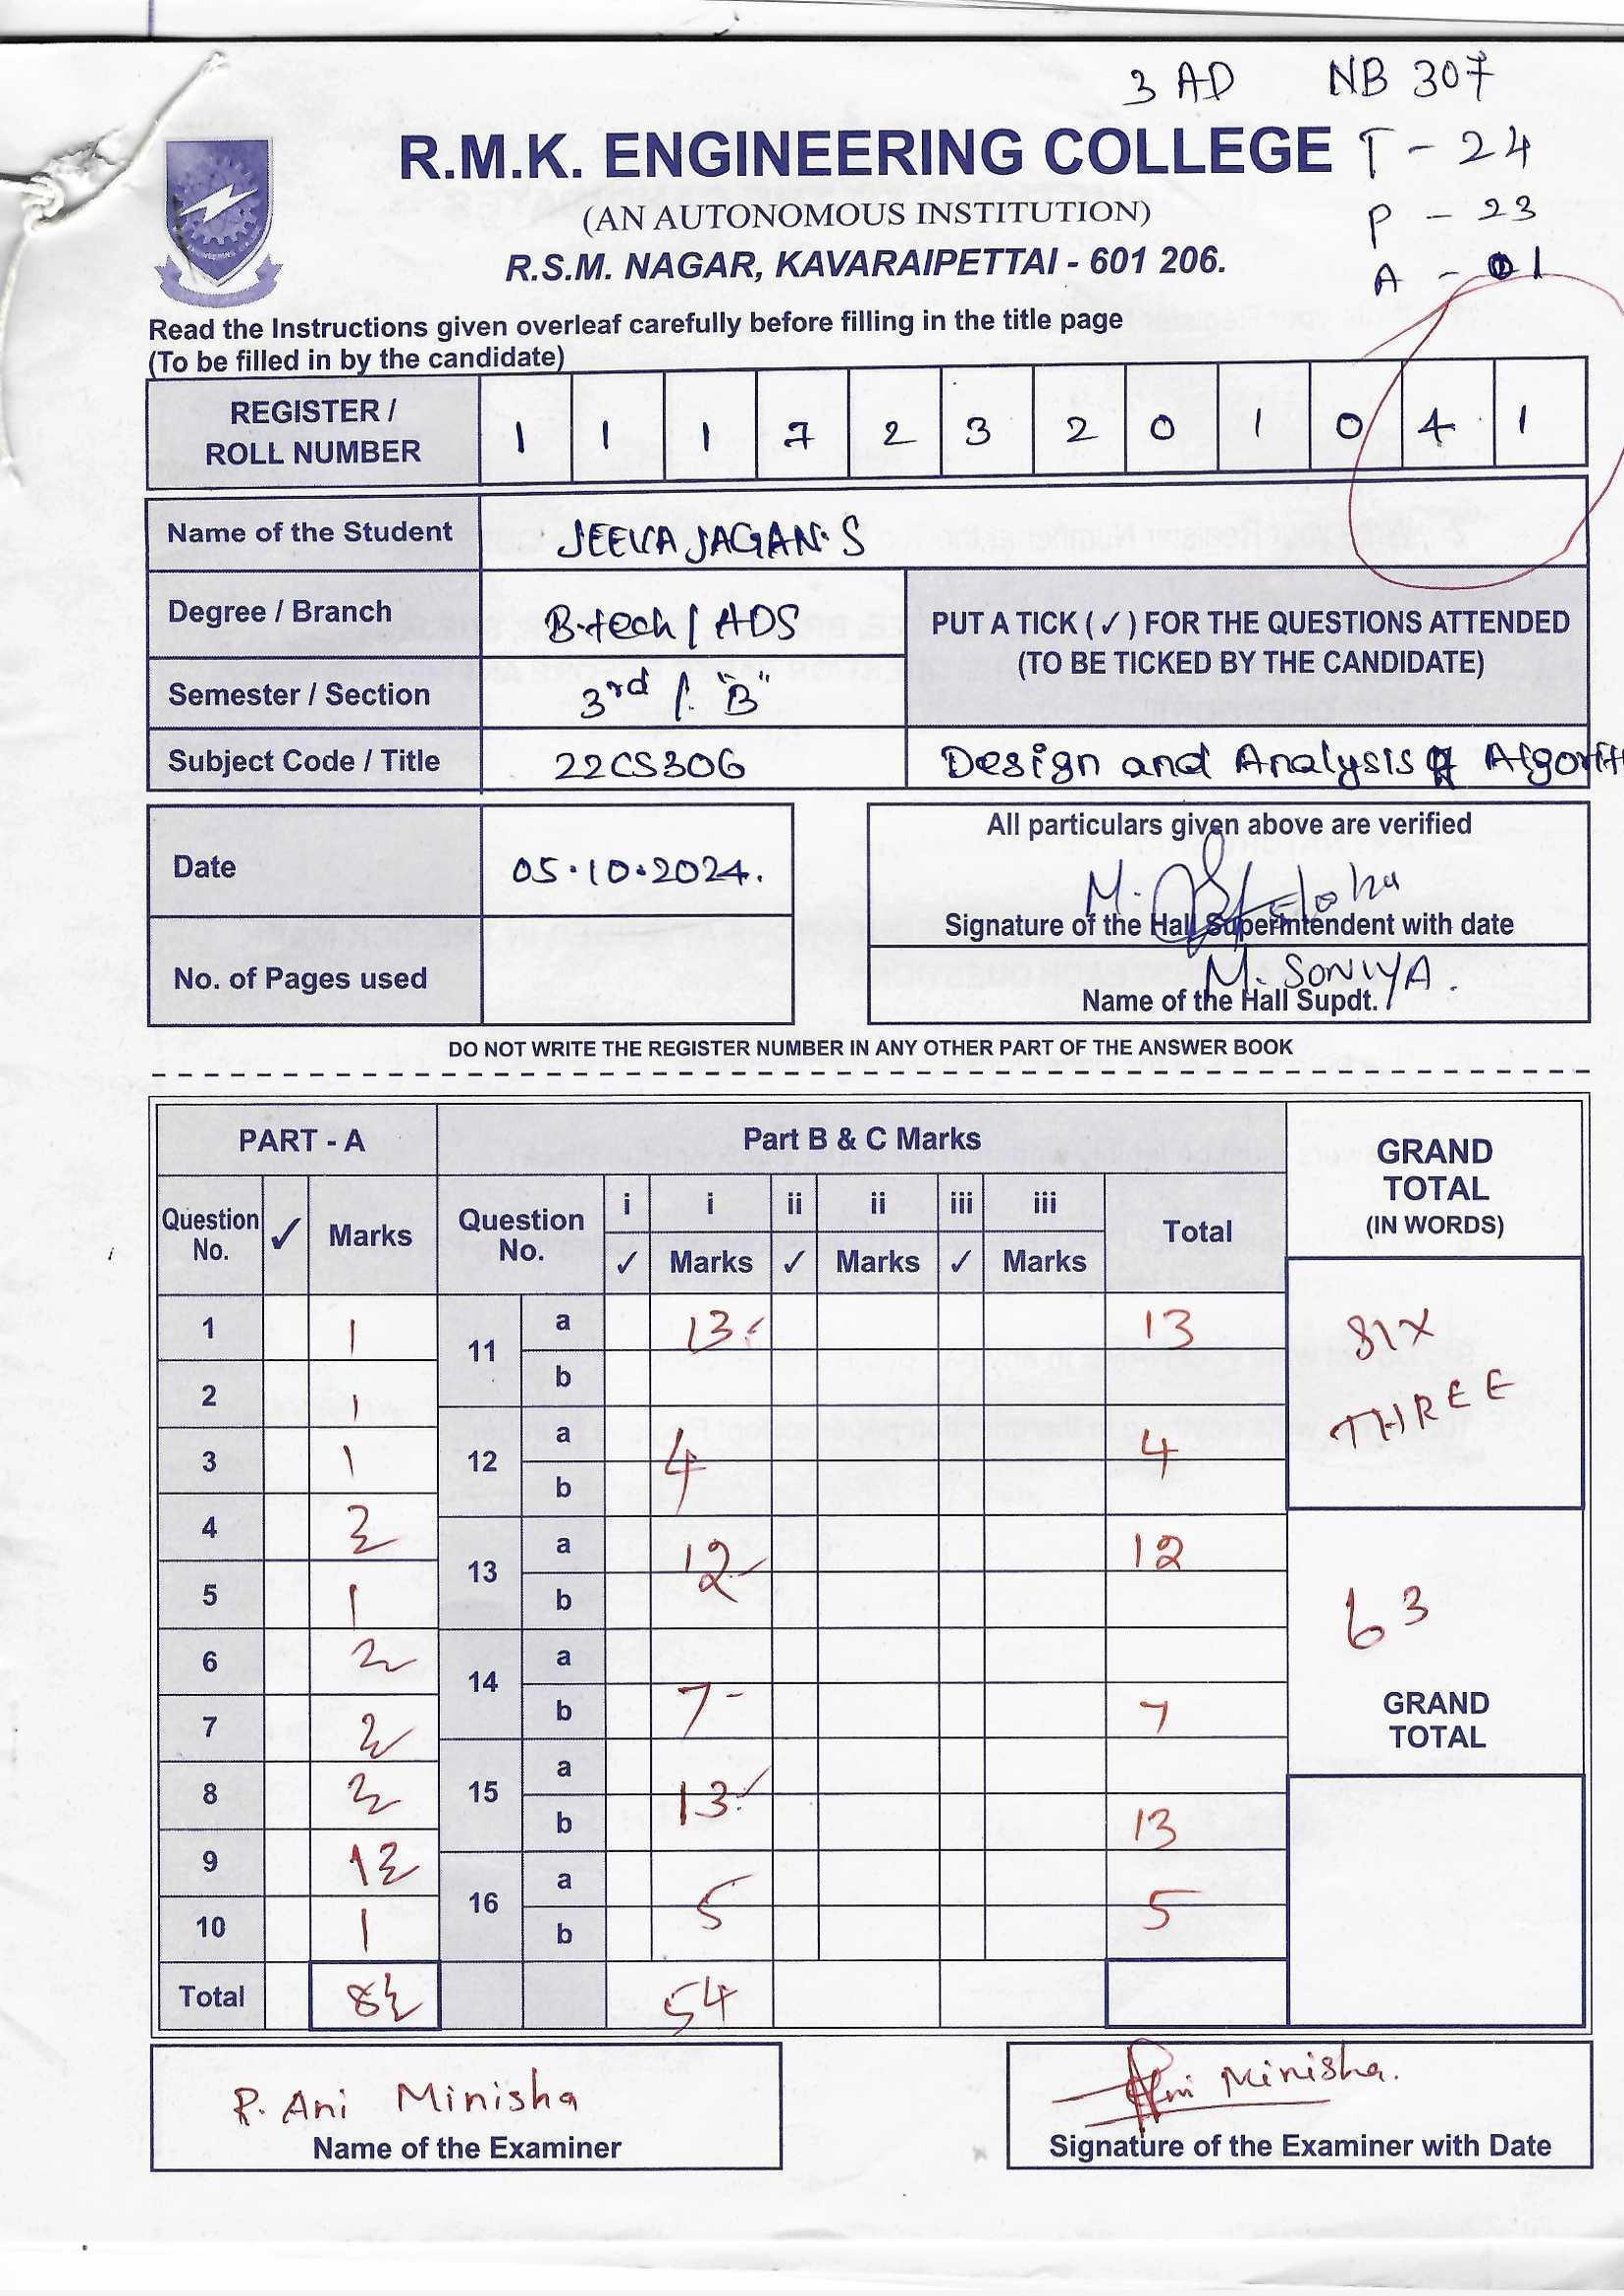 3 AD NB 307
R.M.K. ENGINEERING COLLEGE T - 24
(AN AUTONOMOUS INSTITUTION) P - 23
R.S.M. NAGAR, KAVARAIPETTAI - 601 206. A - 01
Read the Instructions given overleaf carefully before filling in the title page
(To be filled in by the candidate)
REGISTER / ROLL NUMBER 1 1 1 7 2 3 2 0 1 0 4 1
Name of the Student JEEVA JAGAN.S
Degree / Branch B.tech / ADS
PUT A TICK (✓) FOR THE QUESTIONS ATTENDED
(TO BE TICKED BY THE CANDIDATE)
Semester / Section 3rd / "B"
Subject Code / Title 22CS306 Design and Analysis of
Date 05.10.2024.
All particulars given above are verified
M.
Signature of the Hall Superintendent with date
No. of Pages used
M. SONIYA.
Name of the Hall Supdt.
DO NOT WRITE THE REGISTER NUMBER IN ANY OTHER PART OF THE ANSWER BOOK
PART - A Part B & C Marks GRAND TOTAL (IN WORDS)
Question No. ✓ Marks Question No. i i ii ii iii iii Total
✓ Marks ✓ Marks ✓ Marks
1 1 11 a 13 13
b
2 1
3 1 12 a 4 4
b
4 2 13 a 12 12
5 1 b
6 2 14 a
7 2 b 7 7
8 2 15 a 13
b 13
9 16 a 5 5
10 1 b
Total 54
SIX
THREE
63
GRAND TOTAL
R. Ani Minisha
Name of the Examiner
Ani Minisha.
Signature of the Examiner with Date